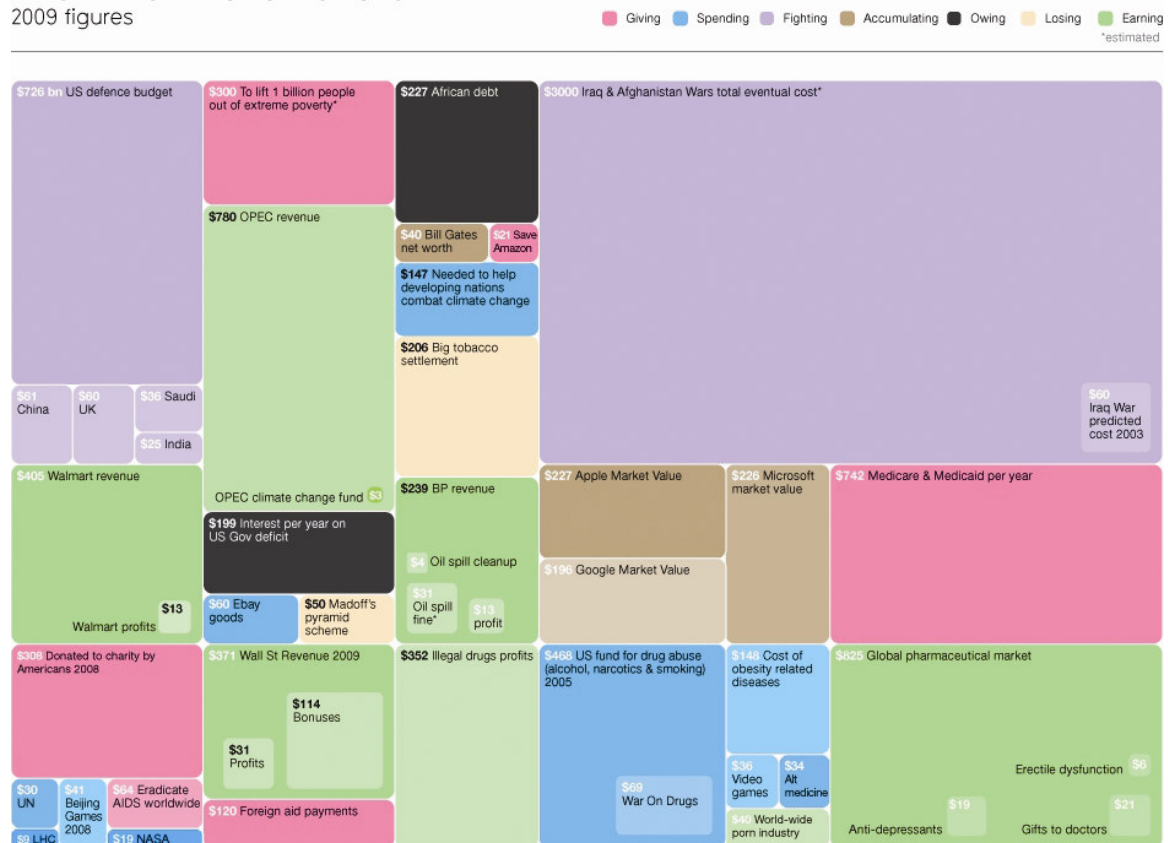 2009 figures
Giving Spending Fighting Accumulating Owing Losing Earning
*estimated
$726 bn US defence budget
$300 To lift 1 billion people
out of extreme poverty*
$227 African debt
$3000 Iraq & Afghanistan Wars total eventual cost*
$780 OPEC revenue
$40 Bill Gates
net worth
$21 Save
Amazon
$147 Needed to help
developing nations
combat climate change
$206 Big tobacco
settlement
$61
China
$60
UK
$36 Saudi
$25 India
$60
Iraq War
predicted
cost 2003
$405 Walmart revenue
OPEC climate change fund $3
$239 BP revenue
$227 Apple Market Value
$226 Microsoft
market value
$742 Medicare & Medicaid per year
$199 Interest per year on
US Gov deficit
$4 Oil spill cleanup
$196 Google Market Value
$31
Oil spill
fine*
$13
profit
$60 Ebay
goods
$50 Madoff's
pyramid
scheme
$13
Walmart profits
$308 Donated to charity by
Americans 2008
$371 Wall St Revenue 2009
$352 Illegal drugs profits
$468 US fund for drug abuse
(alcohol, narcotics & smoking)
2005
$148 Cost of
obesity related
diseases
$825 Global pharmaceutical market
$114
Bonuses
$31
Profits
$69
War On Drugs
$36
Video
games
$34
Alt
medicine
Erectile dysfunction $6
$30
UN
$41
Beijing
Games
2008
$64 Eradicate
AIDS worldwide
$120 Foreign aid payments
$40 World-wide
porn industry
$19
Anti-depressants
$21
Gifts to doctors
$9 LHC
$19 NASA